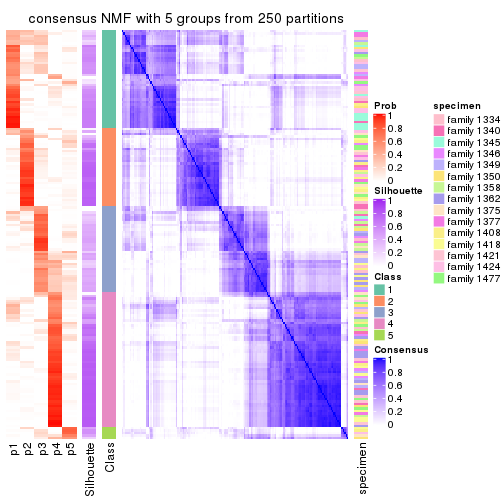 consensus NMF with 5 groups from 250 partitions
p1
p2
p3
p4
p5
Silhouette
Class
specimen
Prob
1
0.8
0.6
0.4
0.2
0
Silhouette
1
0.8
0.6
0.4
0.2
0
Class
1
2
3
4
5
Consensus
1
0.8
0.6
0.4
0.2
0
specimen
family 1334
family 1340
family 1345
family 1346
family 1349
family 1350
family 1358
family 1362
family 1375
family 1377
family 1408
family 1418
family 1421
family 1424
family 1477